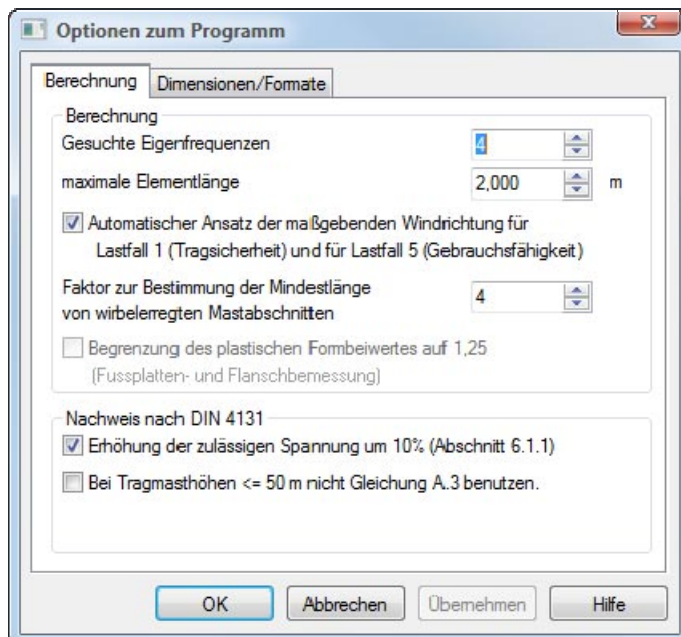 Optionen zum Programm
Berechnung
Dimensionen/Formate
Berechnung
Gesuchte Eigenfrequenzen 4
maximale Elementlänge 2,000 m
Automatischer Ansatz der maßgebenden Windrichtung für
Lastfall 1 (Tragsicherheit) und für Lastfall 5 (Gebrauchsfähigkeit)
Faktor zur Bestimmung der Mindestlänge 4
von wirbelerregten Mastabschnitten
Begrenzung des plastischen Formbeiwertes auf 1,25
(Fussplatten- und Flanschbemessung)
Nachweis nach DIN 4131
Erhöhung der zulässigen Spannung um 10% (Abschnitt 6.1.1)
Bei Tragmasthöhen <= 50 m nicht Gleichung A.3 benutzen.
OK Abbrechen Übernehmen Hilfe